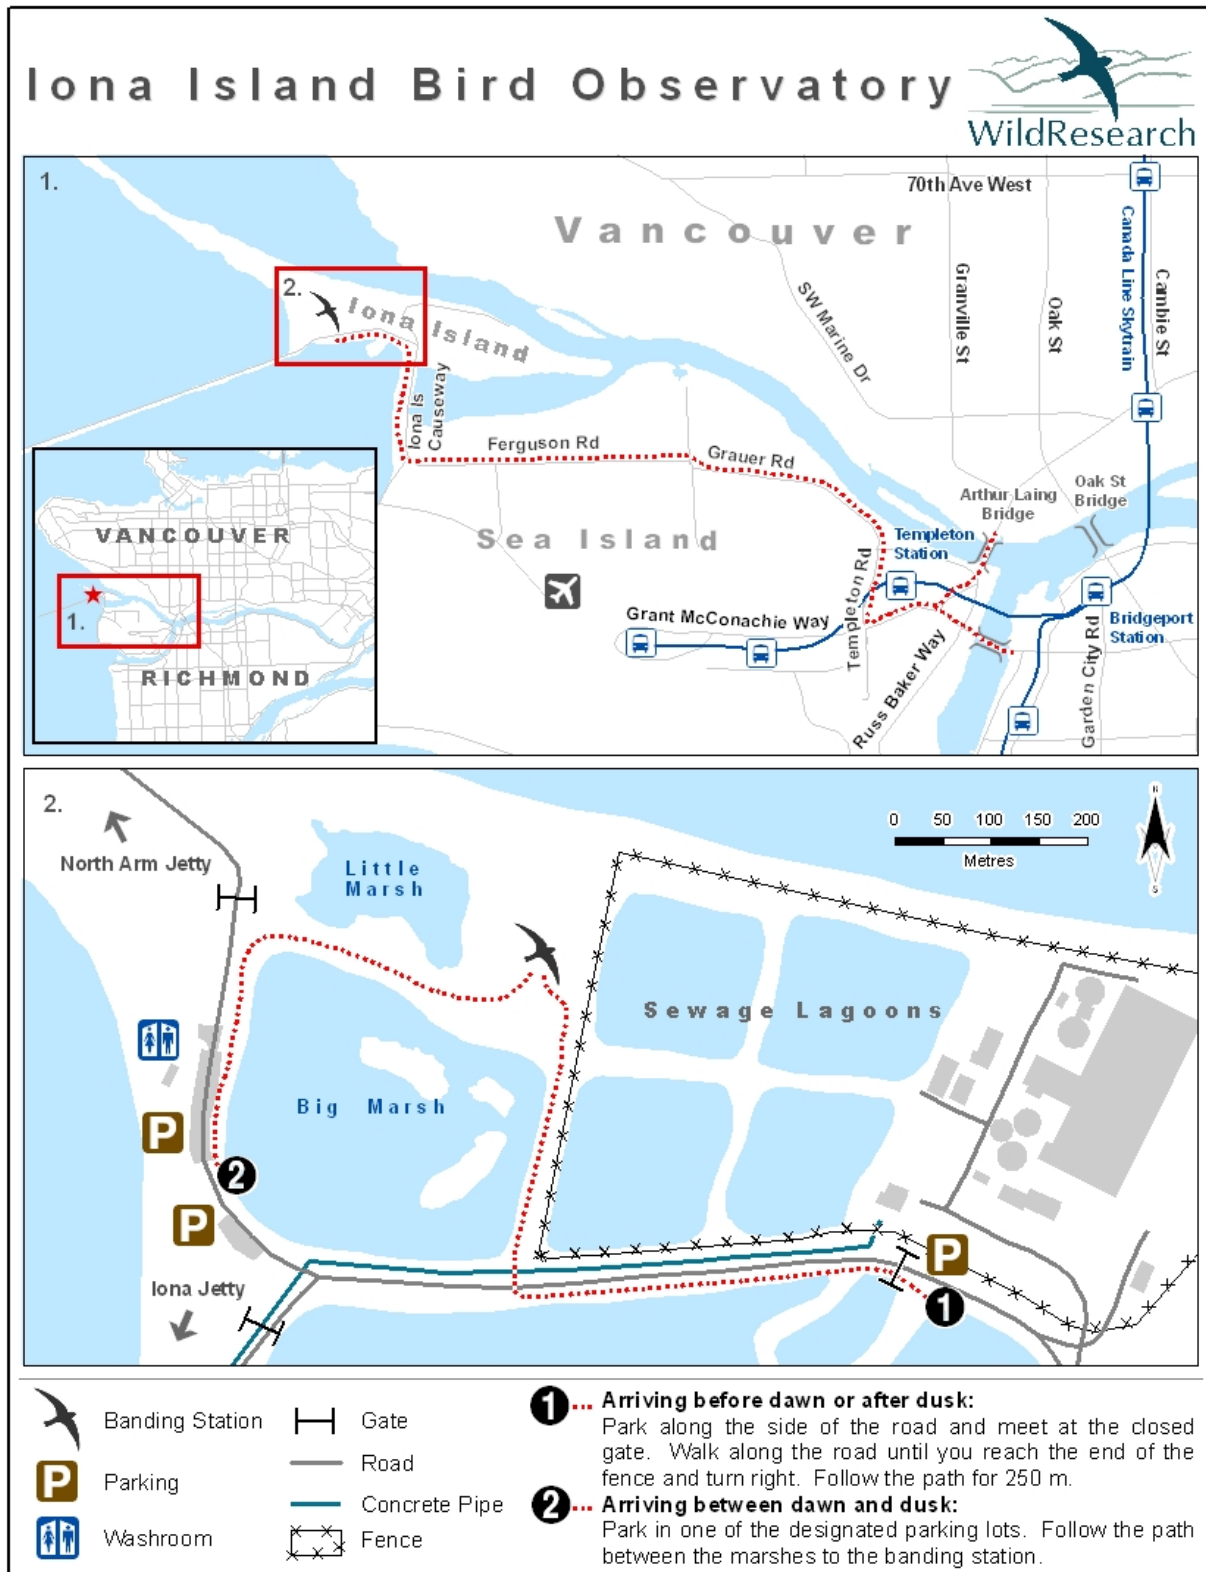 Iona Island Bird Observatory
WildResearch
1.
70th Ave West
Vancouver
Canada Line Skytrain
Cambie St
Granville St
Oak St
SW Marine Dr
2.
Iona Island
Iona Is
Causeway
Ferguson Rd
Grauer Rd
Arthur Laing
Bridge
Oak St
Bridge
Sea Island
Templeton
Station
Templeton Rd
Grant McConachie Way
Russ Baker Way
Bridgeport
Station
Garden City Rd
VANCOUVER
1.
RICHMOND
2.
0 50 100 150 200
Metres
N
S
North Arm Jetty
Little
Marsh
Sewage Lagoons
Big Marsh
P
2
P
Iona Jetty
P
1
Banding Station
Gate
P
Parking
Road
Concrete Pipe
Washroom
Fence
1 Arriving before dawn or after dusk:
Park along the side of the road and meet at the closed
gate. Walk along the road until you reach the end of the
fence and turn right. Follow the path for 250 m.
2 Arriving between dawn and dusk:
Park in one of the designated parking lots. Follow the path
between the marshes to the banding station.